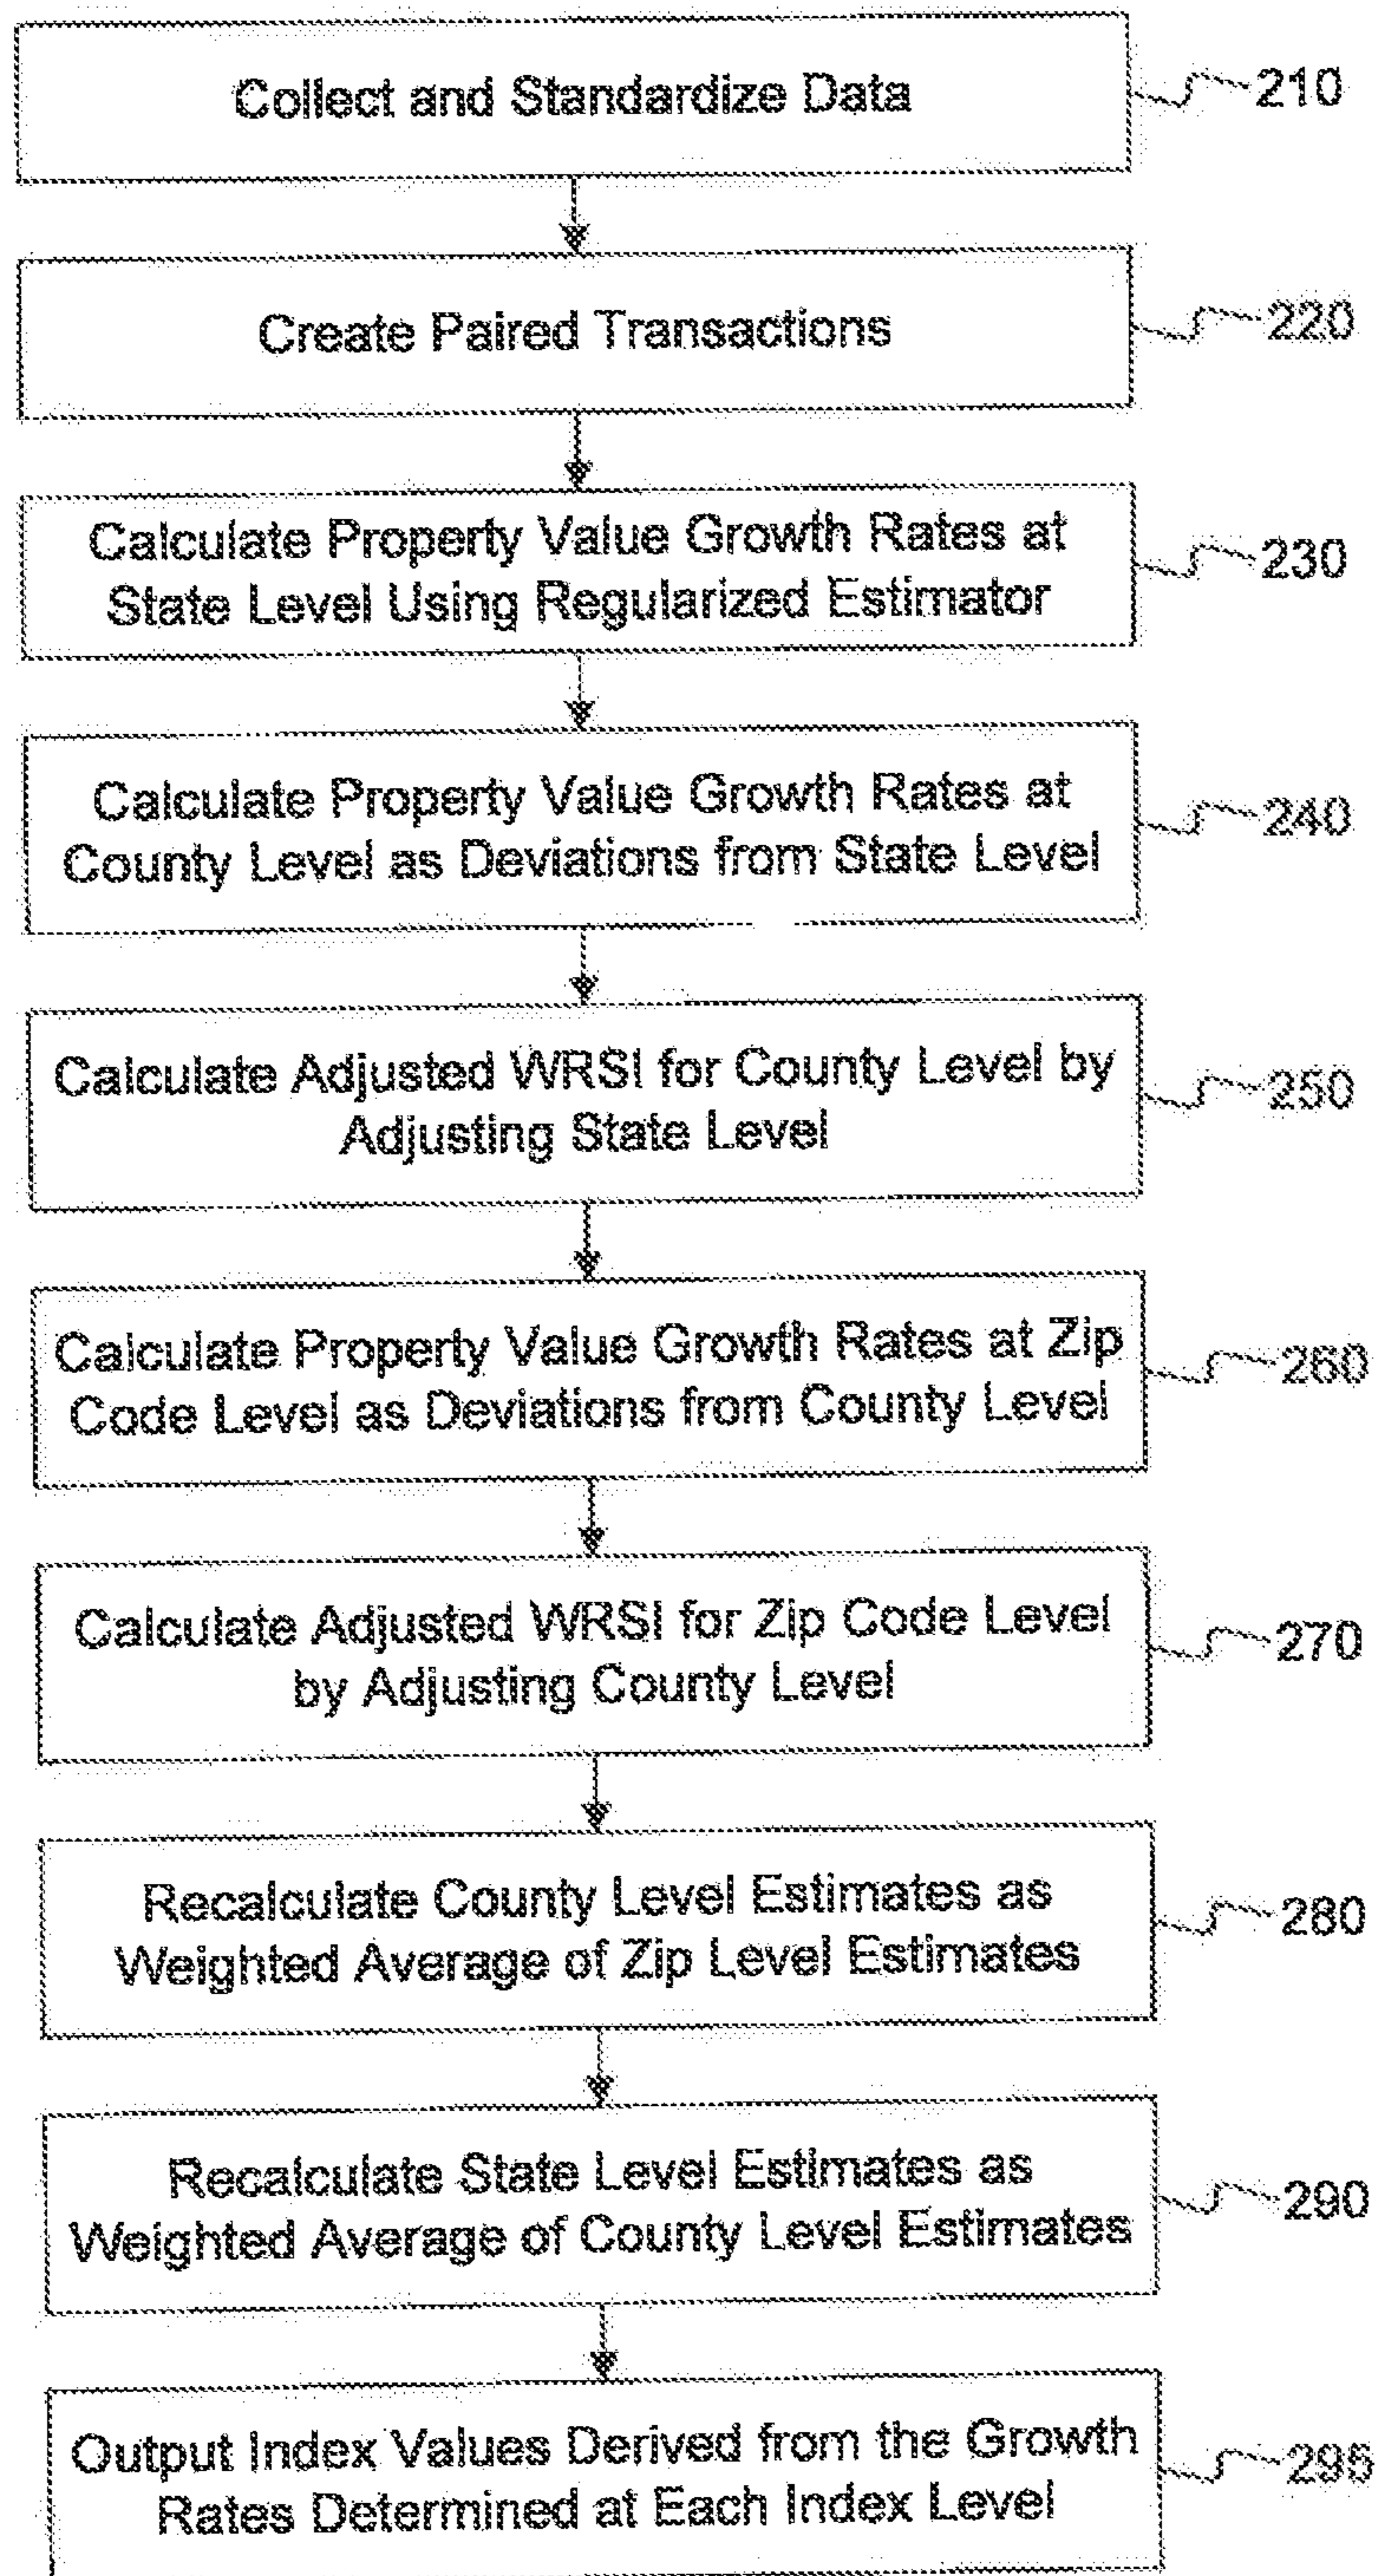 Collect and Standardize Data
210
Create Paired Transactions
220
Calculate Property Value Growth Rates at
State Level Using Regularized Estimator
230
Calculate Property Value Growth Rates at
County Level as Deviations from State Level
240
Calculate Adjusted WRSI for County Level by
Adjusting State Level
250
Calculate Property Value Growth Rates at Zip
Code Level as Deviations from County Level
260
Calculate Adjusted WRSI for Zip Code Level
by Adjusting County Level
270
Recalculate County Level Estimates as
Weighted Average of Zip Level Estimates
280
Recalculate State Level Estimates as
Weighted Average of County Level Estimates
290
Output Index Values Derived from the Growth
Rates Determined at Each Index Level
295